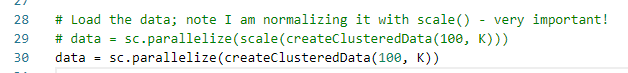 28 # Load the data; note I am normalizing it with scale() - very important!
29 # data = sc.parallelize(scale(createClusteredData(100, K)))
30 data = sc.parallelize(createClusteredData(100, K))